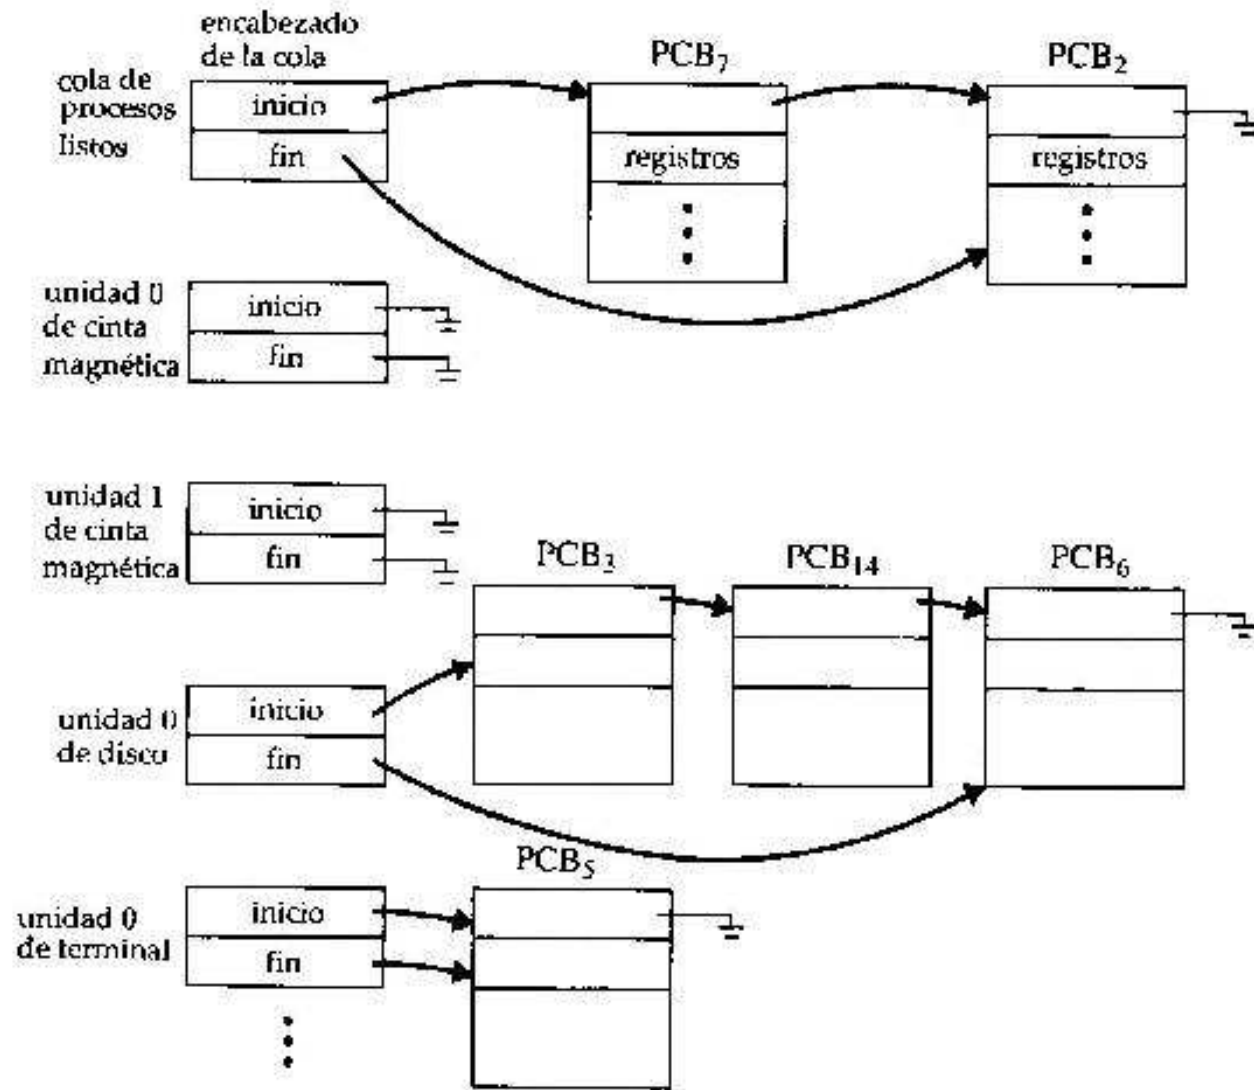 encabezado
de la cola
cola de
procesos
listos
inicio
fin
PCB₇
registros
PCB₂
registros
unidad 0
de cinta
magnética
inicio
fin
unidad 1
de cinta
magnética
inicio
fin
PCB₃
PCB₁₄
PCB₆
unidad 0
de disco
inicio
fin
PCB₅
unidad 0
de terminal
inicio
fin